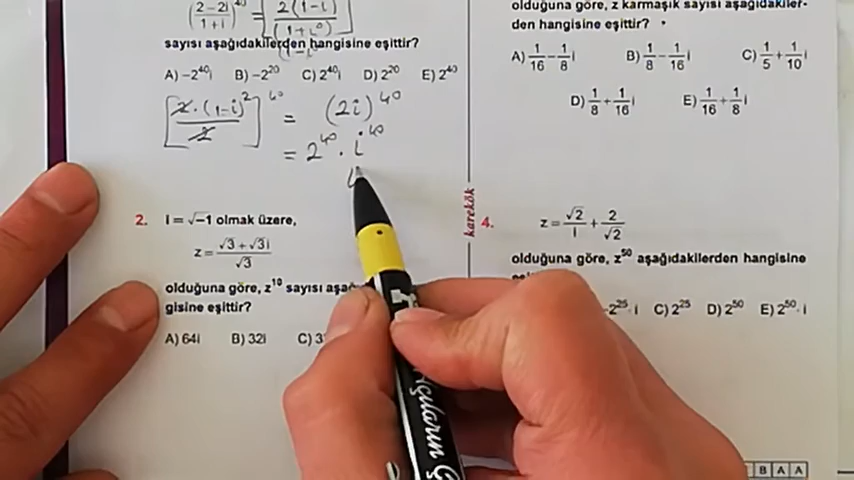 (2-2i / 1+i)^40 = [2(1-i) / (1+i)
(1-i)
sayısı aşağıdakilerden hangisine eşittir?
A) -2^40i B) -2^20 C) 2^40i D) 2^20 E) 2^40
[2·(1-i)^2 / 2]^40 = (2i)^40
= 2^40 · i^40
2. i = √-1 olmak üzere,
z = √3 + √3i / √3
olduğuna göre, z^10 sayısı
gisine eşittir?
A) 64i B) 32i C)
olduğuna göre, z karmaşık sayısı aşağıdakiler-
den hangisine eşittir?
A) 1/16 - 1/8 i B) 1/8 - 1/16 i C) 1/5 + 1/10 i
D) 1/8 + 1/16 i E) 1/16 + 1/8 i
karekök
4. z = √2/i + 2/√2
olduğuna göre, z^50 aşağıdakilerden hangisine
-2^25·i C) 2^25 D) 2^50 E) 2^50·i
B A A